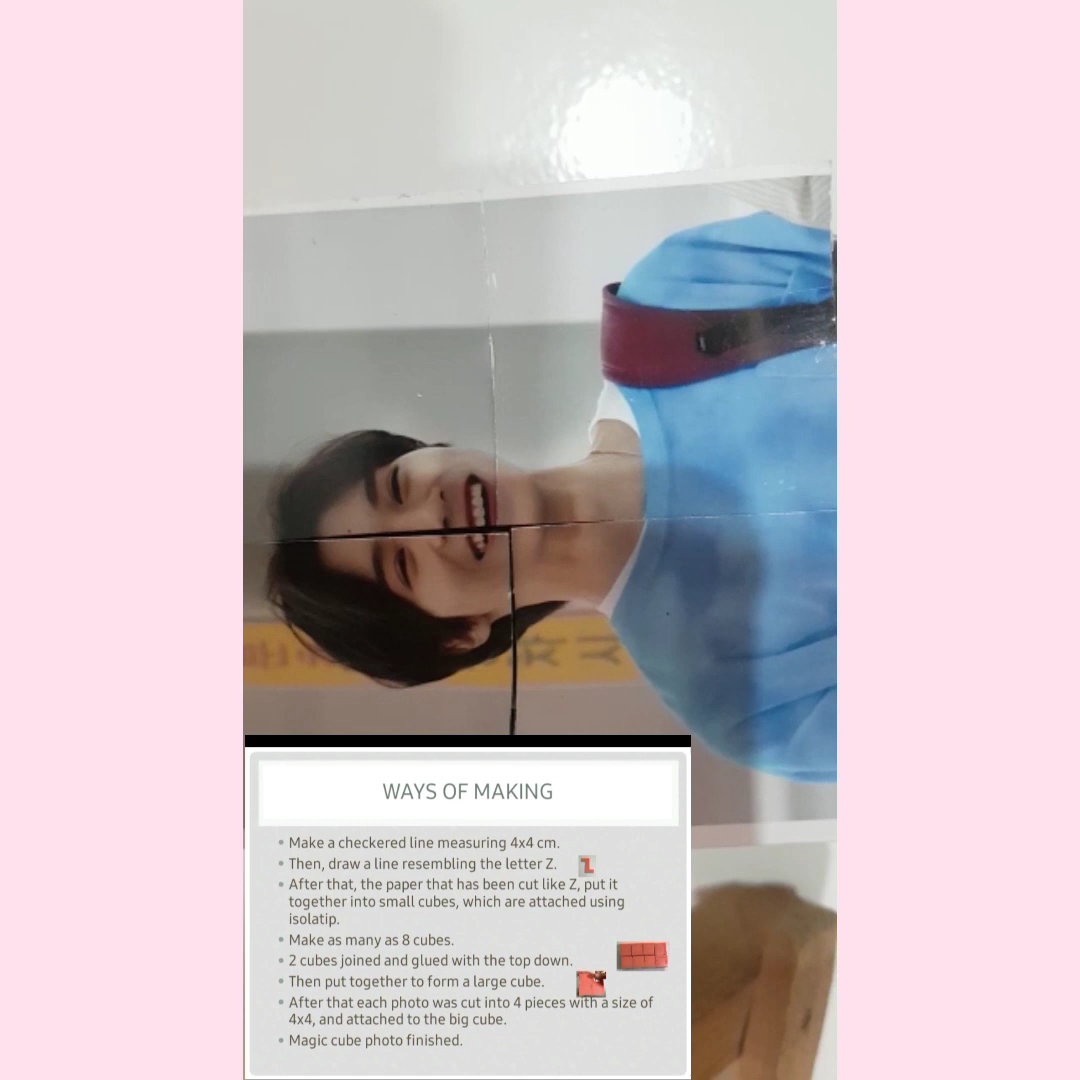 WAYS OF MAKING
• Make a checkered line measuring 4x4 cm.
• Then, draw a line resembling the letter Z.
• After that, the paper that has been cut like Z, put it
together into small cubes, which are attached using
isolatip.
• Make as many as 8 cubes.
• 2 cubes joined and glued with the top down.
• Then put together to form a large cube.
• After that each photo was cut into 4 pieces with a size of
4x4, and attached to the big cube.
• Magic cube photo finished.